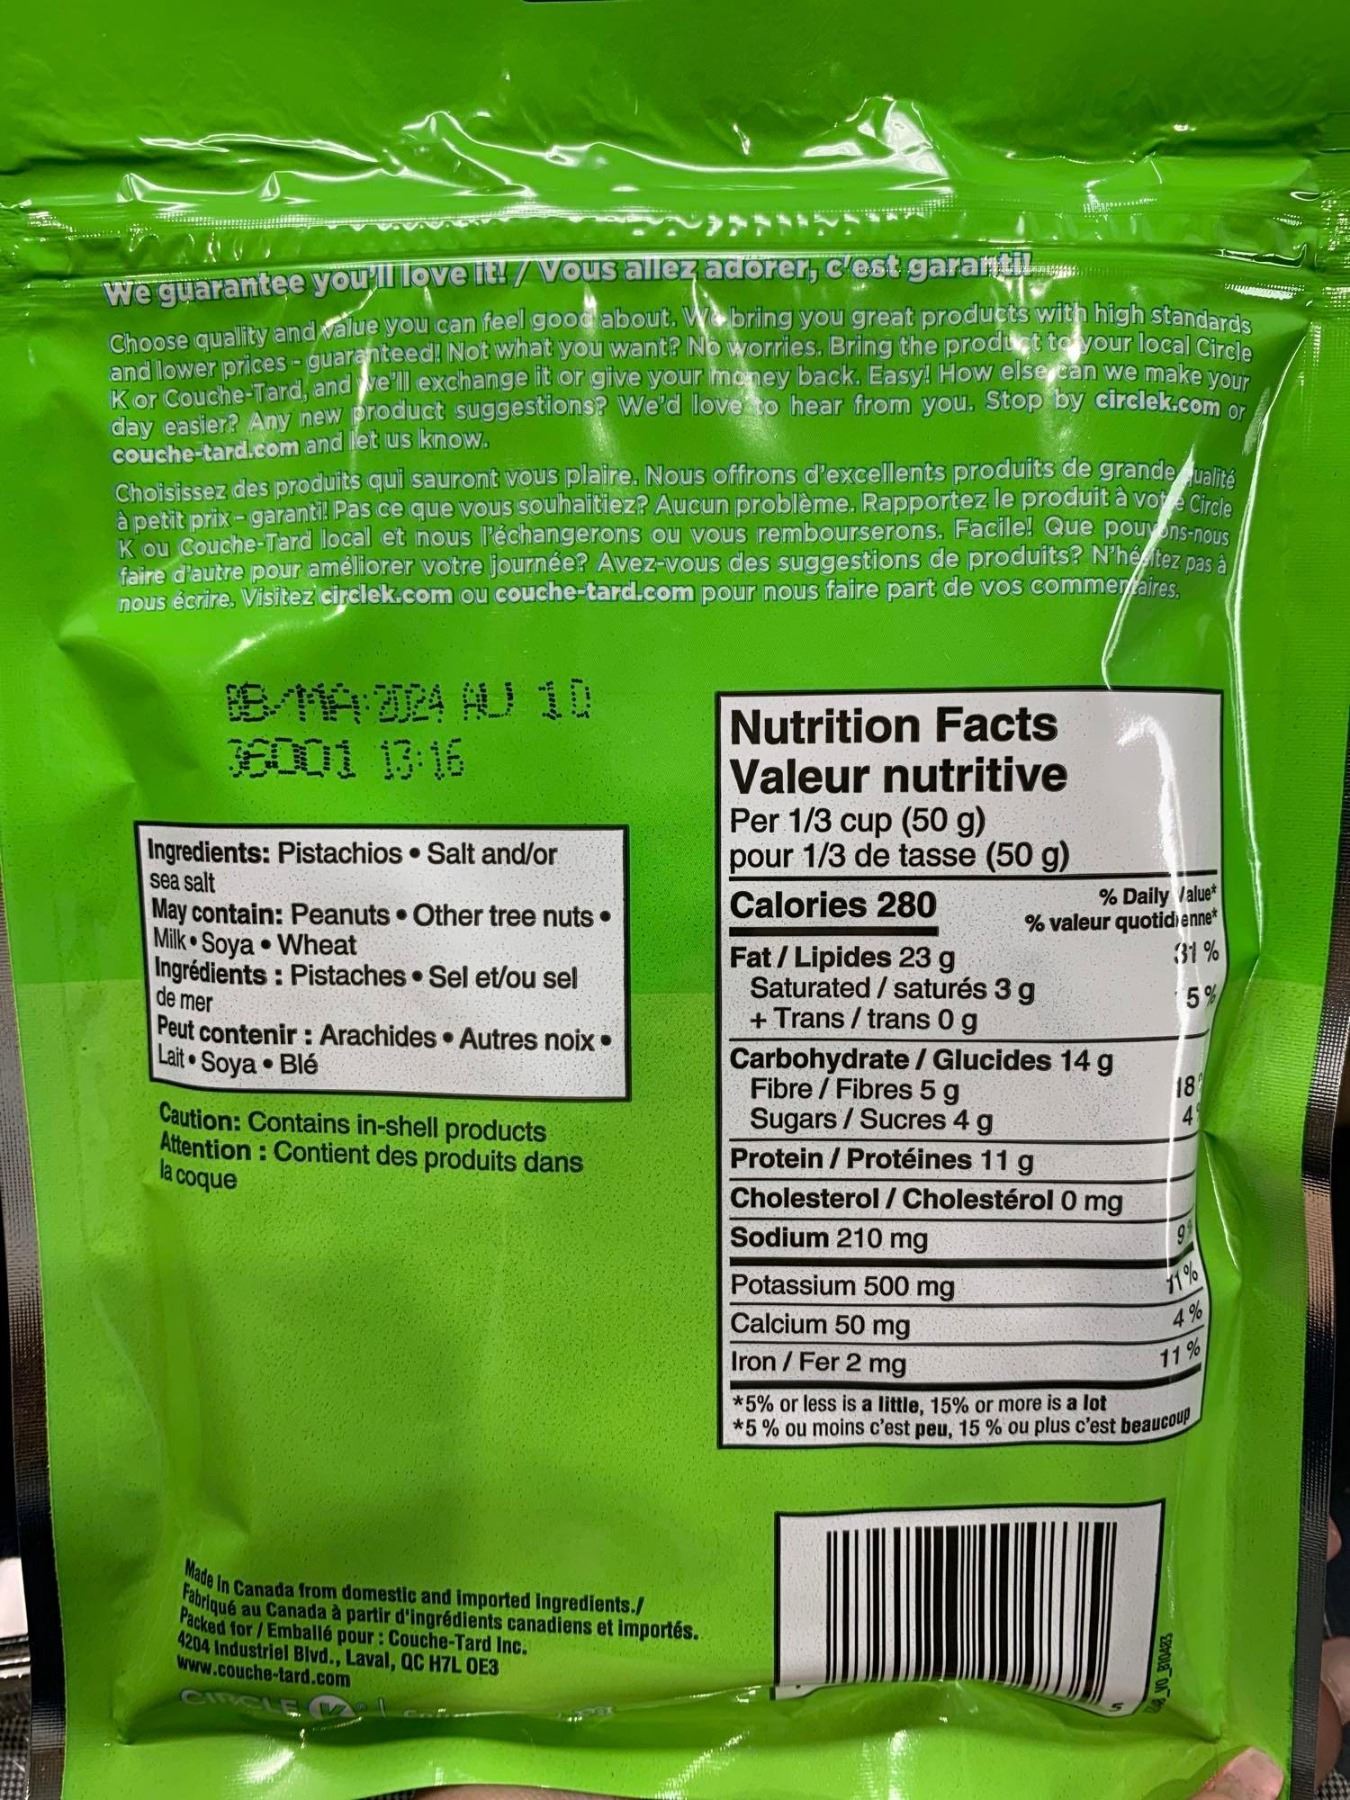 We guarantee you'll love it! / Vous allez adorer, c'est garanti!
Choose quality and value you can feel good about. We bring you great products with high standards
and lower prices - guaranteed! Not what you want? No worries. Bring the product to your local Circle
K or Couche-Tard, and we'll exchange it or give your money back. Easy! How else can we make your
day easier? Any new product suggestions? We'd love to hear from you. Stop by circlek.com or
couche-tard.com and let us know.
Choisissez des produits qui sauront vous plaire. Nous offrons d'excellents produits de grande qualité
à petit prix - garanti! Pas ce que vous souhaitiez? Aucun problème. Rapportez le produit à votre Circle
K ou Couche-Tard local et nous l'échangerons ou vous rembourserons. Facile! Que pouvons-nous
faire d'autre pour améliorer votre journée? Avez-vous des suggestions de produits? N'hésitez pas à
nous écrire. Visitez circlek.com ou couche-tard.com pour nous faire part de vos commentaires.
BB/MA 2024 AU 10
36001 13:16
Ingredients: Pistachios • Salt and/or
sea salt
May contain: Peanuts • Other tree nuts •
Milk • Soya • Wheat
Ingrédients : Pistaches • Sel et/ou sel
de mer
Peut contenir : Arachides • Autres noix •
Lait • Soya • Blé
Caution: Contains in-shell products
Attention : Contient des produits dans
la coque
Nutrition Facts
Valeur nutritive
Per 1/3 cup (50 g)
pour 1/3 de tasse (50 g)
Calories 280
% Daily Value*
% valeur quotidienne*
Fat / Lipides 23 g 31 %
Saturated / saturés 3 g 15 %
+ Trans / trans 0 g
Carbohydrate / Glucides 14 g
Fibre / Fibres 5 g 18
Sugars / Sucres 4 g 4
Protein / Protéines 11 g
Cholesterol / Cholestérol 0 mg
Sodium 210 mg 9
Potassium 500 mg 11 %
Calcium 50 mg 4 %
Iron / Fer 2 mg 11 %
*5% or less is a little, 15% or more is a lot
*5 % ou moins c'est peu, 15 % ou plus c'est beaucoup
Made in Canada from domestic and imported ingredients./
Fabriqué au Canada à partir d'ingrédients canadiens et importés.
Packed for / Emballé pour : Couche-Tard Inc.
4204 Industriel Blvd., Laval, QC H7L 0E3
www.couche-tard.com
CIRCLE K
5